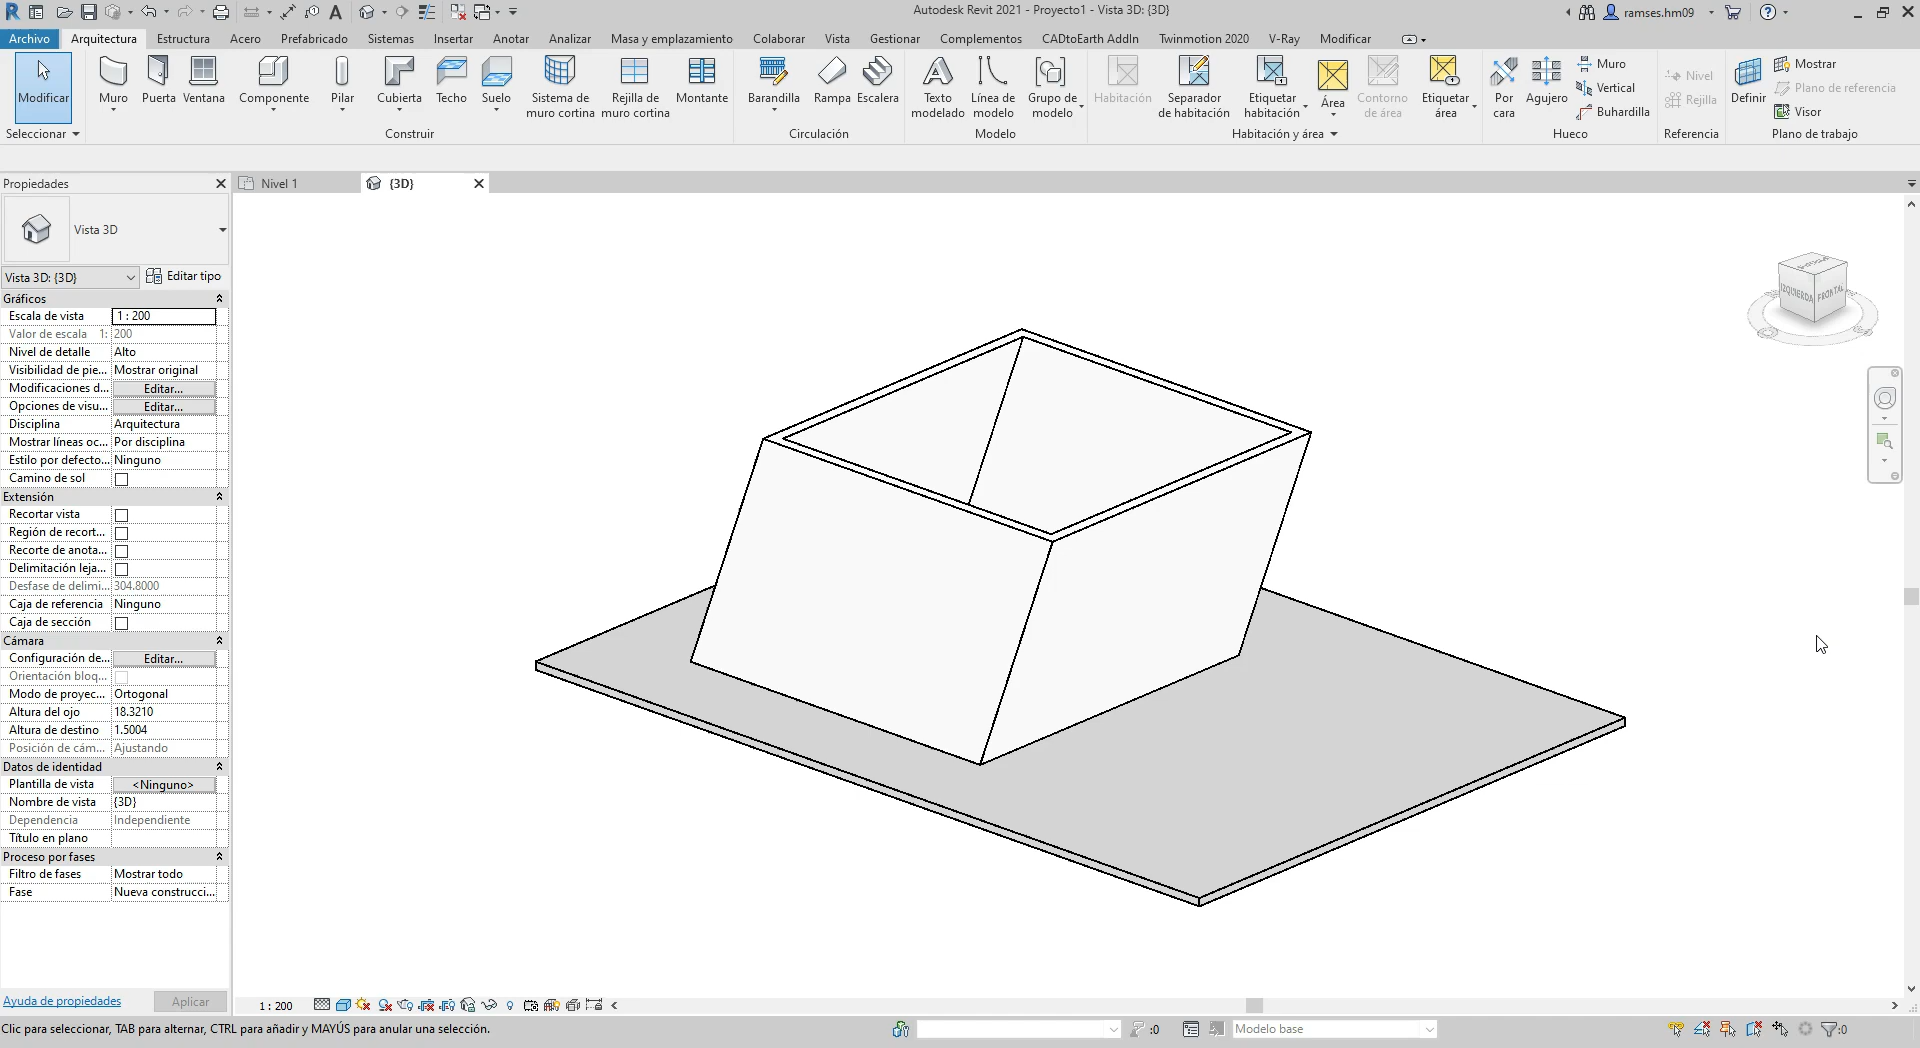 Autodesk Revit 2021 - Proyecto1 - Vista 3D: {3D}
ramses.hm09
Archivo Arquitectura Estructura Acero Prefabricado Sistemas Insertar Anotar Analizar Masa y emplazamiento Colaborar Vista Gestionar Complementos CADtoEarth AddIn Twinmotion 2020 V-Ray Modificar
Modificar Muro Puerta Ventana Componente Pilar Cubierta Techo Suelo Sistema de muro cortina Rejilla de muro cortina Montante
Barandilla Rampa Escalera
Texto modelado Línea de modelo Grupo de modelo
Habitación Separador de habitación Etiquetar habitación Área Contorno de área Etiquetar área
Por cara Agujero Muro Vertical Buhardilla
Nivel Rejilla
Definir Mostrar Plano de referencia Visor
Seleccionar Construir Circulación Modelo Habitación y área Hueco Referencia Plano de trabajo
Propiedades
Nivel 1 {3D}
Vista 3D
Vista 3D: {3D} Editar tipo
Gráficos
Escala de vista 1 : 200
Valor de escala 1: 200
Nivel de detalle Alto
Visibilidad de pie... Mostrar original
Modificaciones d... Editar...
Opciones de visu... Editar...
Disciplina Arquitectura
Mostrar líneas oc... Por disciplina
Estilo por defecto... Ninguno
Camino de sol
Extensión
Recortar vista
Región de recort...
Recorte de anota...
Delimitación leja...
Desfase de delimi... 304.8000
Caja de referencia Ninguno
Caja de sección
Cámara
Configuración de... Editar...
Orientación bloq...
Modo de proyec... Ortogonal
Altura del ojo 18.3210
Altura de destino 1.5004
Posición de cám... Ajustando
Datos de identidad
Plantilla de vista <Ninguno>
Nombre de vista {3D}
Dependencia Independiente
Título en plano
Proceso por fases
Filtro de fases Mostrar todo
Fase Nueva construcci...
Ayuda de propiedades Aplicar
IZQUIERDA FRONTAL
1 : 200
Clic para seleccionar, TAB para alternar, CTRL para añadir y MAYÚS para anular una selección.
:0 Modelo base :0